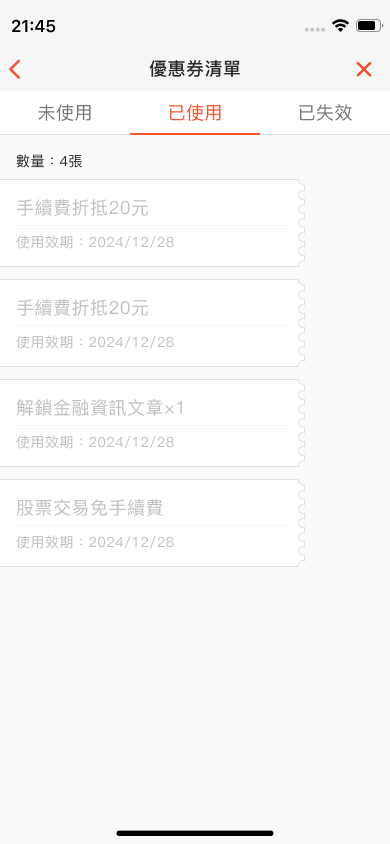 21:45
優惠券清單
未使用
已使用
已失效
數量：4張
手續費折抵20元
使用效期：2024/12/28
手續費折抵20元
使用效期：2024/12/28
解鎖金融資訊文章×1
使用效期：2024/12/28
股票交易免手續費
使用效期：2024/12/28